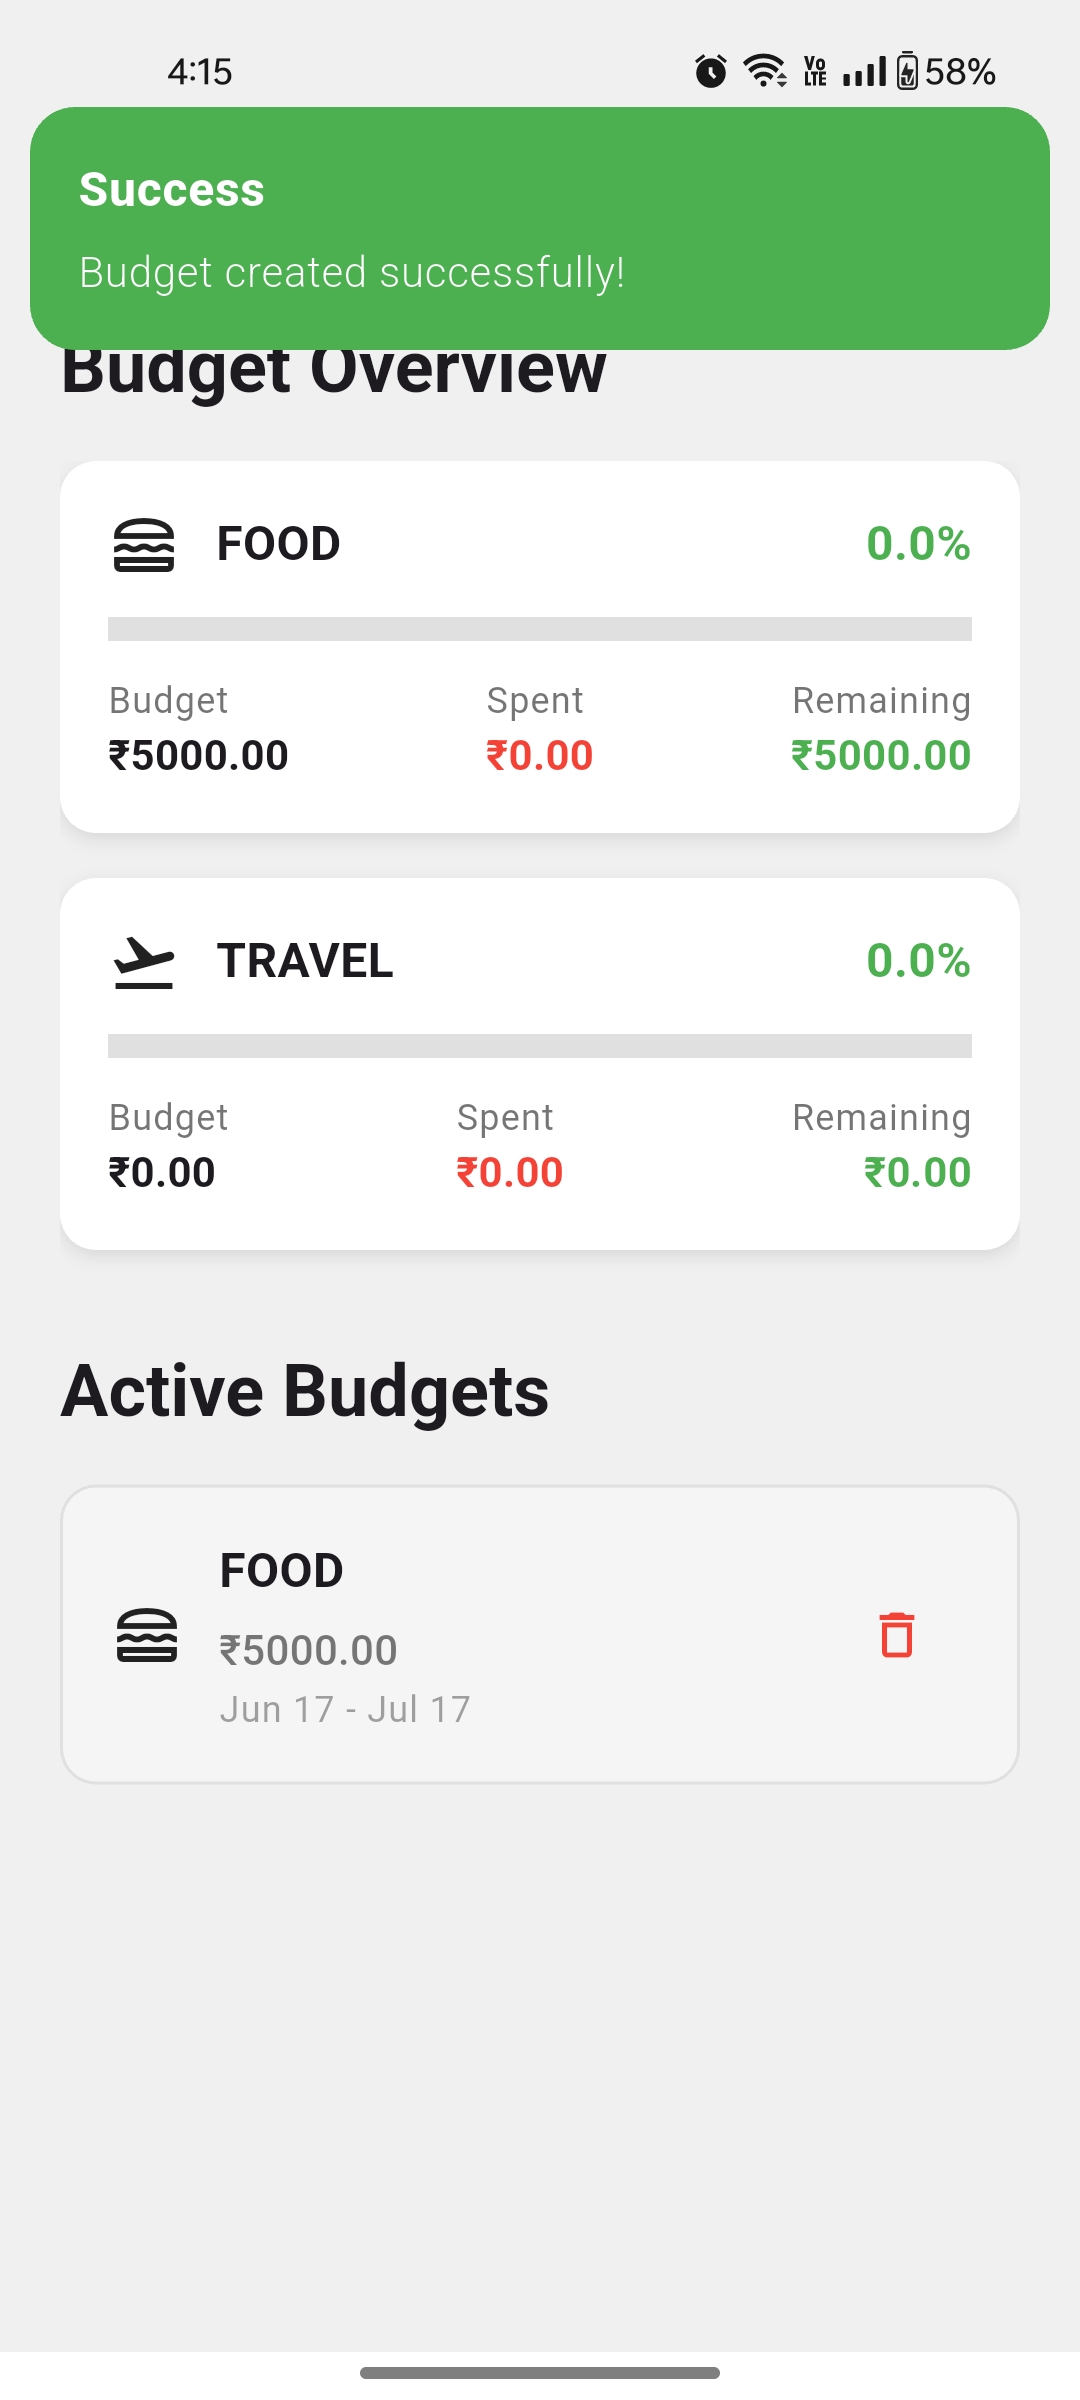 4:15 Vo LTE 58%
Success
Budget created successfully!
Budget Overview
FOOD 0.0%
Budget Spent Remaining
₹5000.00 ₹0.00 ₹5000.00
TRAVEL 0.0%
Budget Spent Remaining
₹0.00 ₹0.00 ₹0.00
Active Budgets
FOOD
₹5000.00
Jun 17 - Jul 17